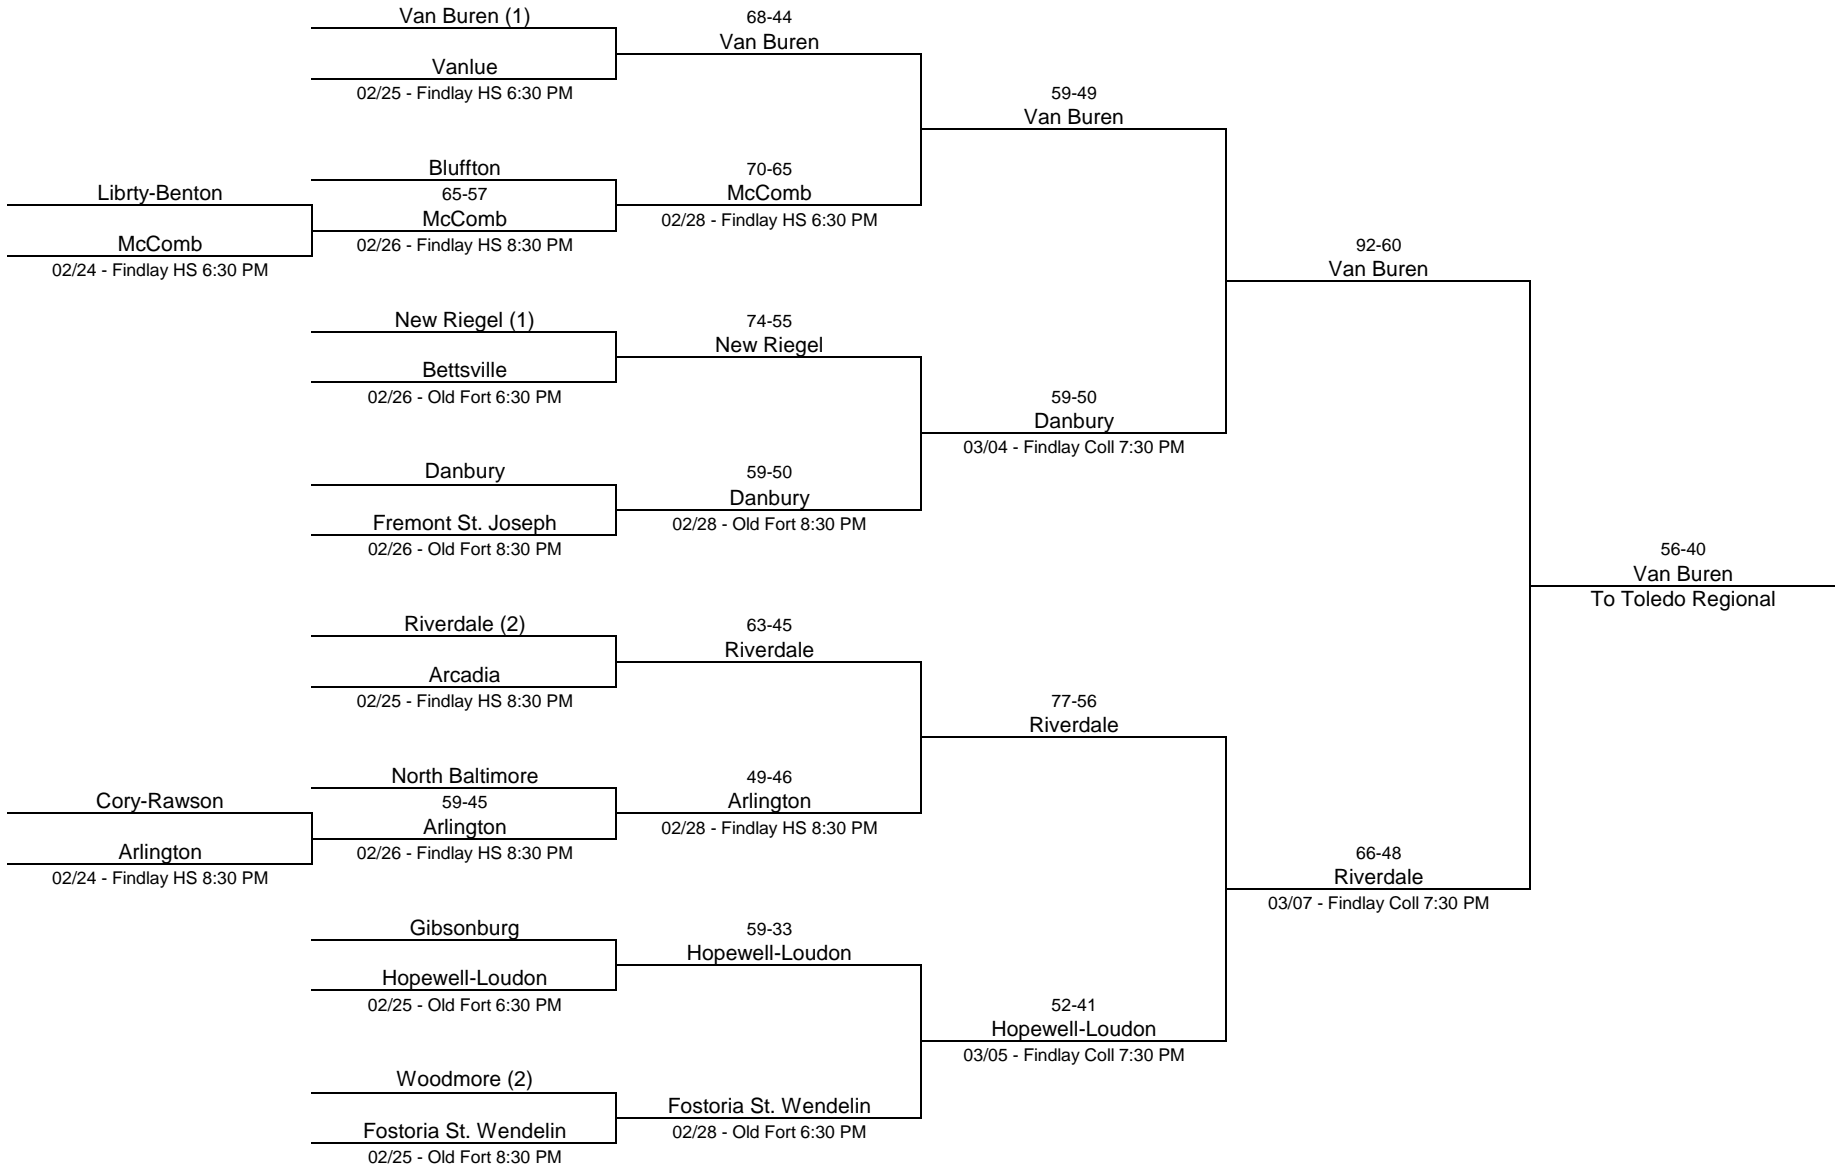 Van Buren (1)
68-44
Van Buren
Vanlue
02/25 - Findlay HS 6:30 PM
59-49
Van Buren
Bluffton
70-65
Librty-Benton
65-57
McComb
McComb
02/28 - Findlay HS 6:30 PM
McComb
02/26 - Findlay HS 8:30 PM
92-60
02/24 - Findlay HS 6:30 PM
Van Buren
New Riegel (1)
74-55
New Riegel
Bettsville
02/26 - Old Fort 6:30 PM
59-50
Danbury
03/04 - Findlay Coll 7:30 PM
Danbury
59-50
Danbury
Fremont St. Joseph
02/28 - Old Fort 8:30 PM
02/26 - Old Fort 8:30 PM
56-40
Van Buren
To Toledo Regional
Riverdale (2)
63-45
Riverdale
Arcadia
02/25 - Findlay HS 8:30 PM
77-56
Riverdale
North Baltimore
49-46
Cory-Rawson
59-45
Arlington
Arlington
02/28 - Findlay HS 8:30 PM
Arlington
02/26 - Findlay HS 8:30 PM
66-48
02/24 - Findlay HS 8:30 PM
Riverdale
03/07 - Findlay Coll 7:30 PM
Gibsonburg
59-33
Hopewell-Loudon
Hopewell-Loudon
02/25 - Old Fort 6:30 PM
52-41
Hopewell-Loudon
03/05 - Findlay Coll 7:30 PM
Woodmore (2)
Fostoria St. Wendelin
Fostoria St. Wendelin
02/28 - Old Fort 6:30 PM
02/25 - Old Fort 8:30 PM